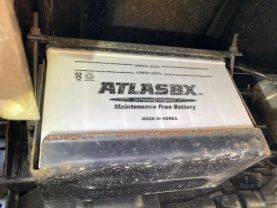 UPPER LEVEL
LOWER LEVEL
ATLASBX
Maintenance Free Battery
MADE IN KOREA